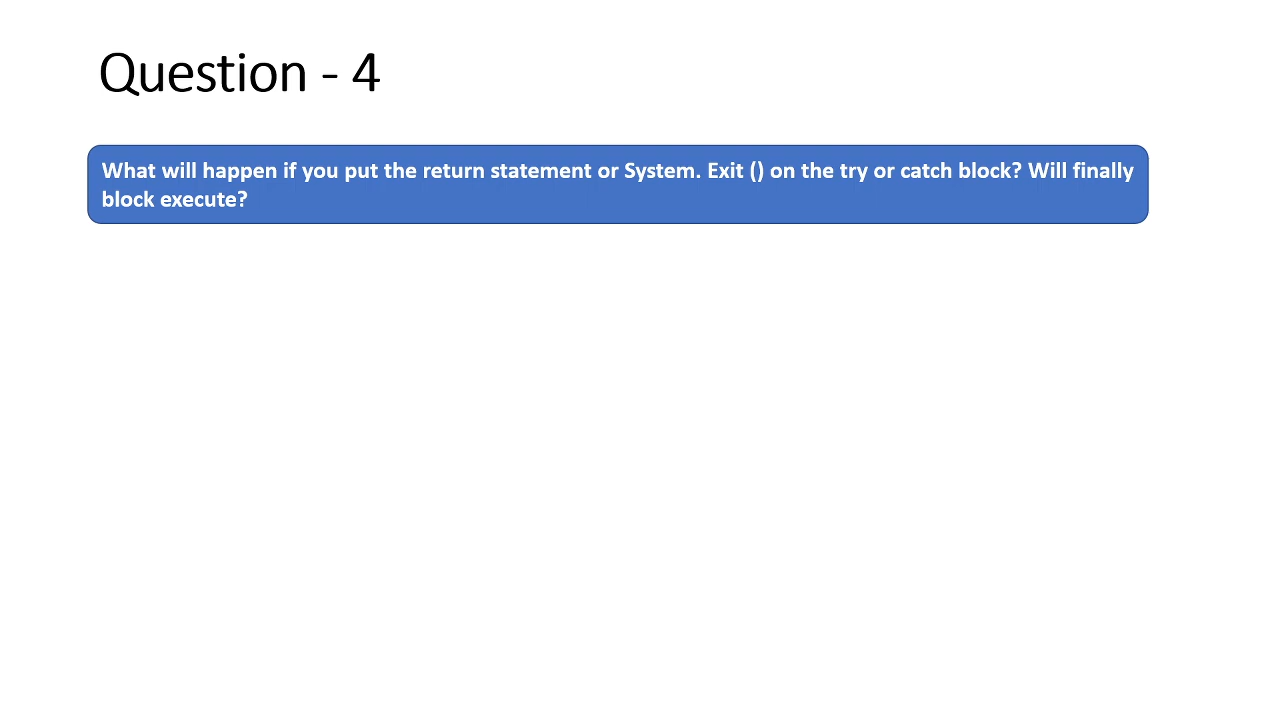 Question - 4
What will happen if you put the return statement or System. Exit () on the try or catch block? Will finally
block execute?